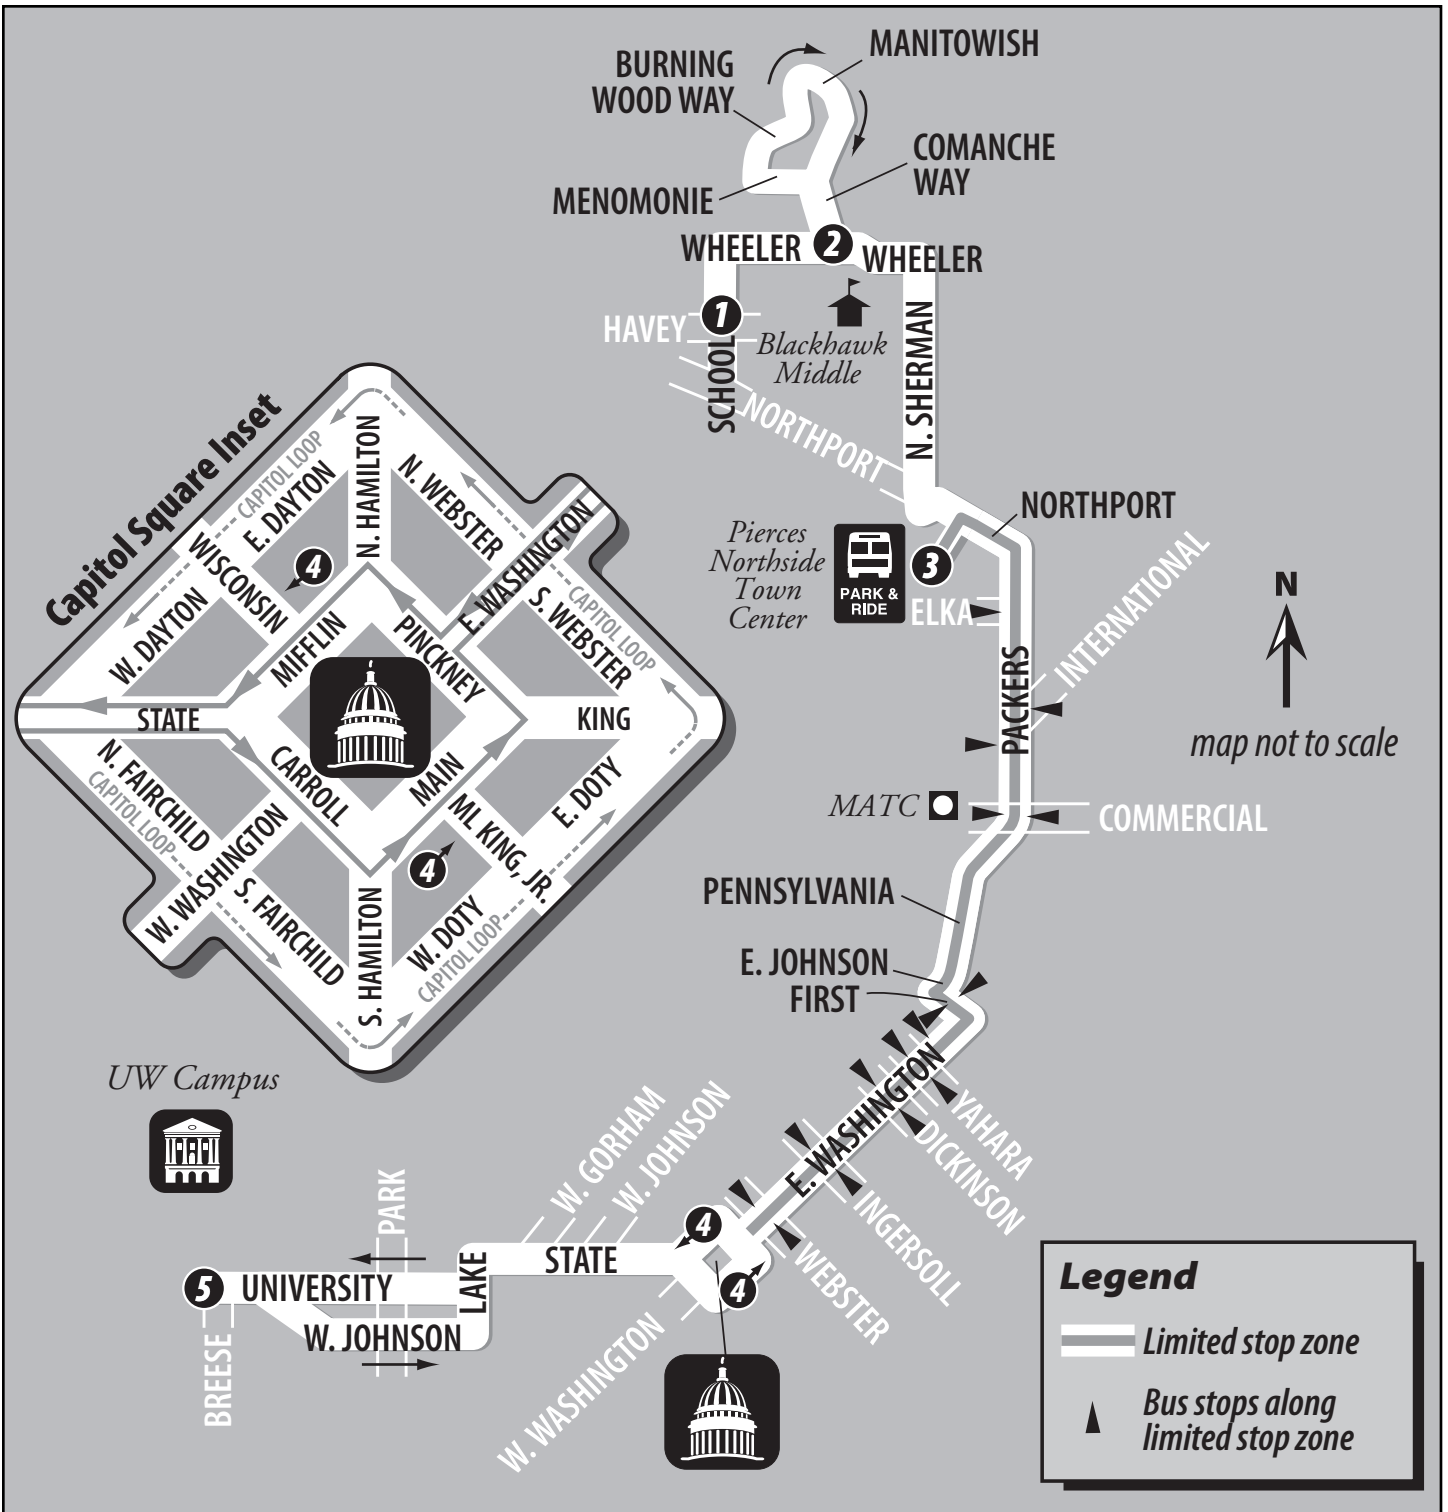 MANITOWISH
BURNING
WOOD WAY
COMANCHE
WAY
MENOMONIE
WHEELER
2
WHEELER
1
HAVEY
SCHOOL
Blackhawk
Middle
N. SHERMAN
NORTHPORT
NORTHPORT
Pierces
Northside
Town
Center
PARK &
RIDE
3
ELKA
INTERNATIONAL
PACKERS
N
map not to scale
MATC
COMMERCIAL
PENNSYLVANIA
E. JOHNSON
FIRST
E. WASHINGTON
YAHARA
DICKINSON
INGERSOLL
WEBSTER
Capitol Square Inset
CAPITOL LOOP
E. DAYTON
N. HAMILTON
N. WEBSTER
E. WASHINGTON
WISCONSIN
4
W. DAYTON
MIFFLIN
PINCKNEY
S. WEBSTER
CAPITOL LOOP
STATE
KING
CARROLL
MAIN
N. FAIRCHILD
CAPITOL LOOP
W. WASHINGTON
S. FAIRCHILD
4
ML KING, JR.
E. DOTY
W. DOTY
CAPITOL LOOP
S. HAMILTON
UW Campus
W. GORHAM
W. JOHNSON
PARK
4
STATE
LAKE
5
UNIVERSITY
4
W. JOHNSON
BREESE
W. WASHINGTON
Legend
Limited stop zone
Bus stops along
limited stop zone